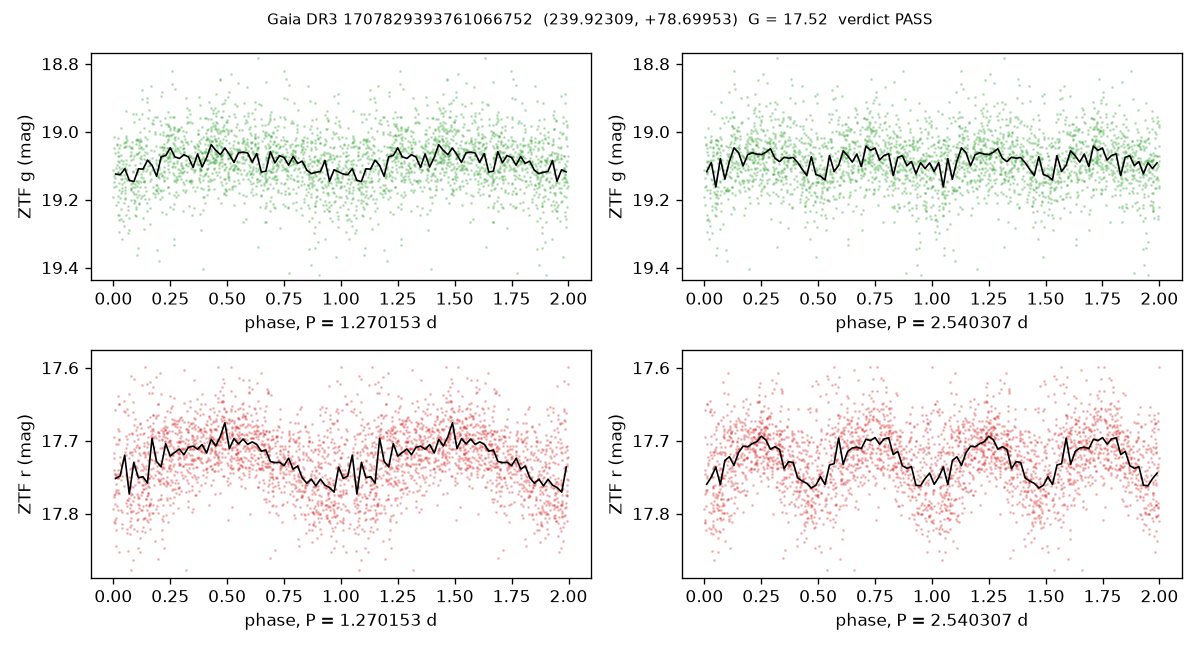 Gaia DR3 1707829393761066752  (239.92309, +78.69953)  G = 17.52  verdict PASS
ZTF g (mag)
18.8
19.0
19.2
19.4
0.00 0.25 0.50 0.75 1.00 1.25 1.50 1.75 2.00
phase, P = 1.270153 d
ZTF g (mag)
18.8
19.0
19.2
19.4
0.00 0.25 0.50 0.75 1.00 1.25 1.50 1.75 2.00
phase, P = 2.540307 d
ZTF r (mag)
17.6
17.7
17.8
0.00 0.25 0.50 0.75 1.00 1.25 1.50 1.75 2.00
phase, P = 1.270153 d
ZTF r (mag)
17.6
17.7
17.8
0.00 0.25 0.50 0.75 1.00 1.25 1.50 1.75 2.00
phase, P = 2.540307 d